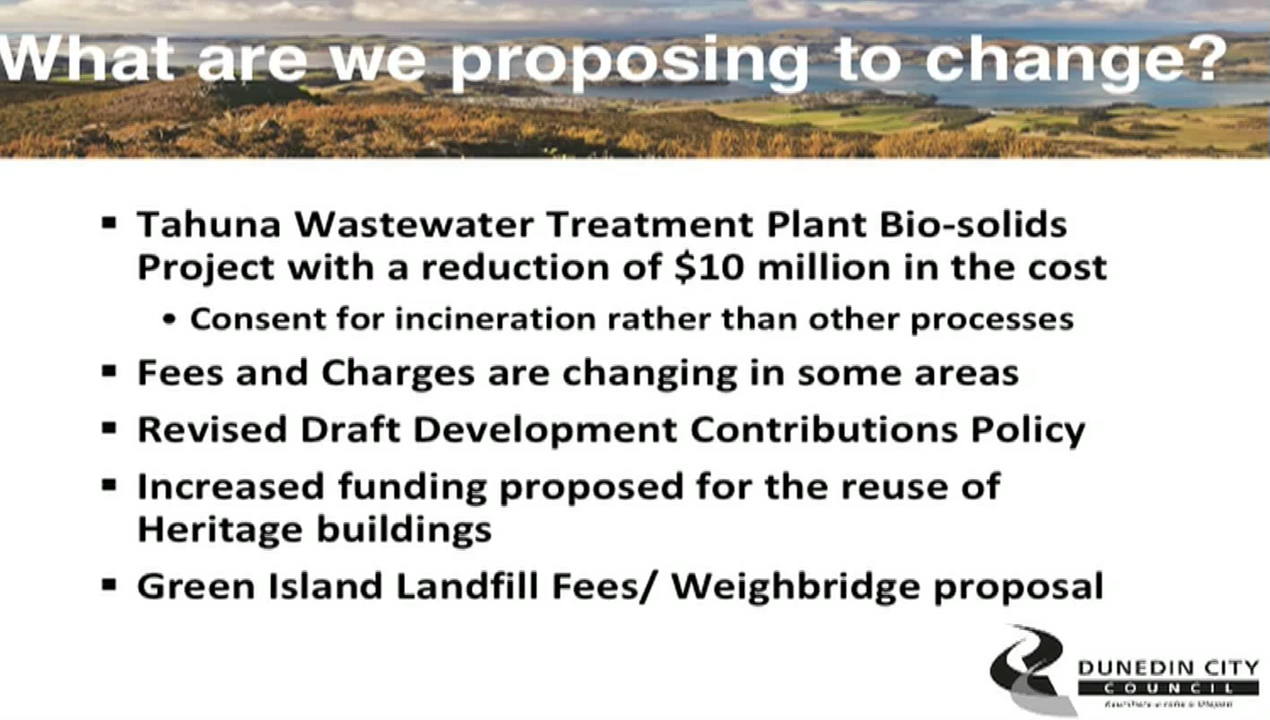 What are we proposing to change?
▪ Tahuna Wastewater Treatment Plant Bio-solids
Project with a reduction of $10 million in the cost
• Consent for incineration rather than other processes
▪ Fees and Charges are changing in some areas
▪ Revised Draft Development Contributions Policy
▪ Increased funding proposed for the reuse of
Heritage buildings
▪ Green Island Landfill Fees/ Weighbridge proposal
DUNEDIN CITY
COUNCIL